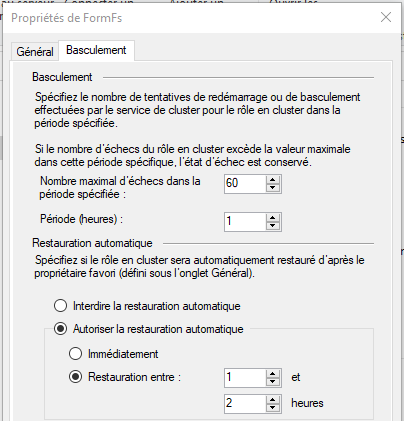 Propriétés de FormFs
Général
Basculement
Basculement
Spécifiez le nombre de tentatives de redémarrage ou de basculement
effectuées par le service de cluster pour le rôle en cluster dans la
période spécifiée.
Si le nombre d'échecs du rôle en cluster excède la valeur maximale
dans cette période spécifique, l'état d'échec est conservé.
Nombre maximal d'échecs dans la
période spécifiée :
60
Période (heures) :
1
Restauration automatique
Spécifiez si le rôle en cluster sera automatiquement restauré d'après le
propriétaire favori (défini sous l'onglet Général).
Interdire la restauration automatique
Autoriser la restauration automatique
Immédiatement
Restauration entre :
1
et
2
heures